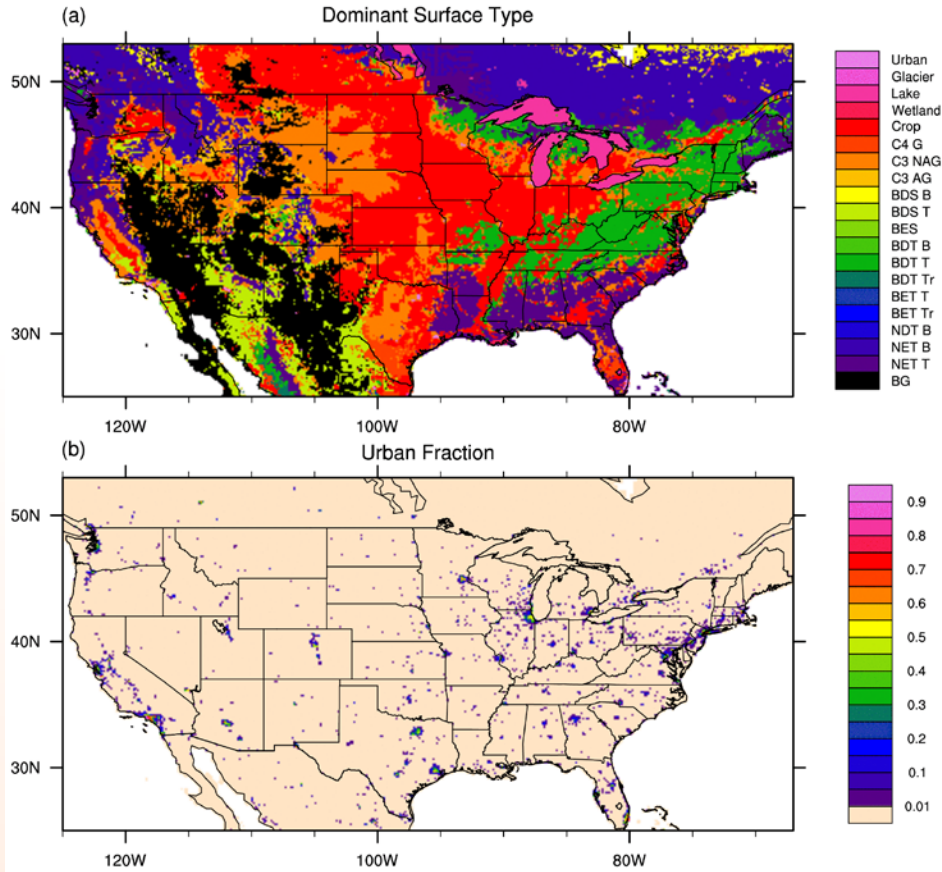 Dominant Surface Type
(a)
50N
40N
30N
120W
100W
80W
Urban
Glacier
Lake
Wetland
Crop
C4 G
C3 NAG
C3 AG
BDS B
BDS T
BES
BDT B
BDT T
BDT Tr
BET T
BET Tr
NDT B
NET B
NET T
BG
(b)
Urban Fraction
50N
40N
30N
120W
100W
80W
0.9
0.8
0.7
0.6
0.5
0.4
0.3
0.2
0.1
0.01